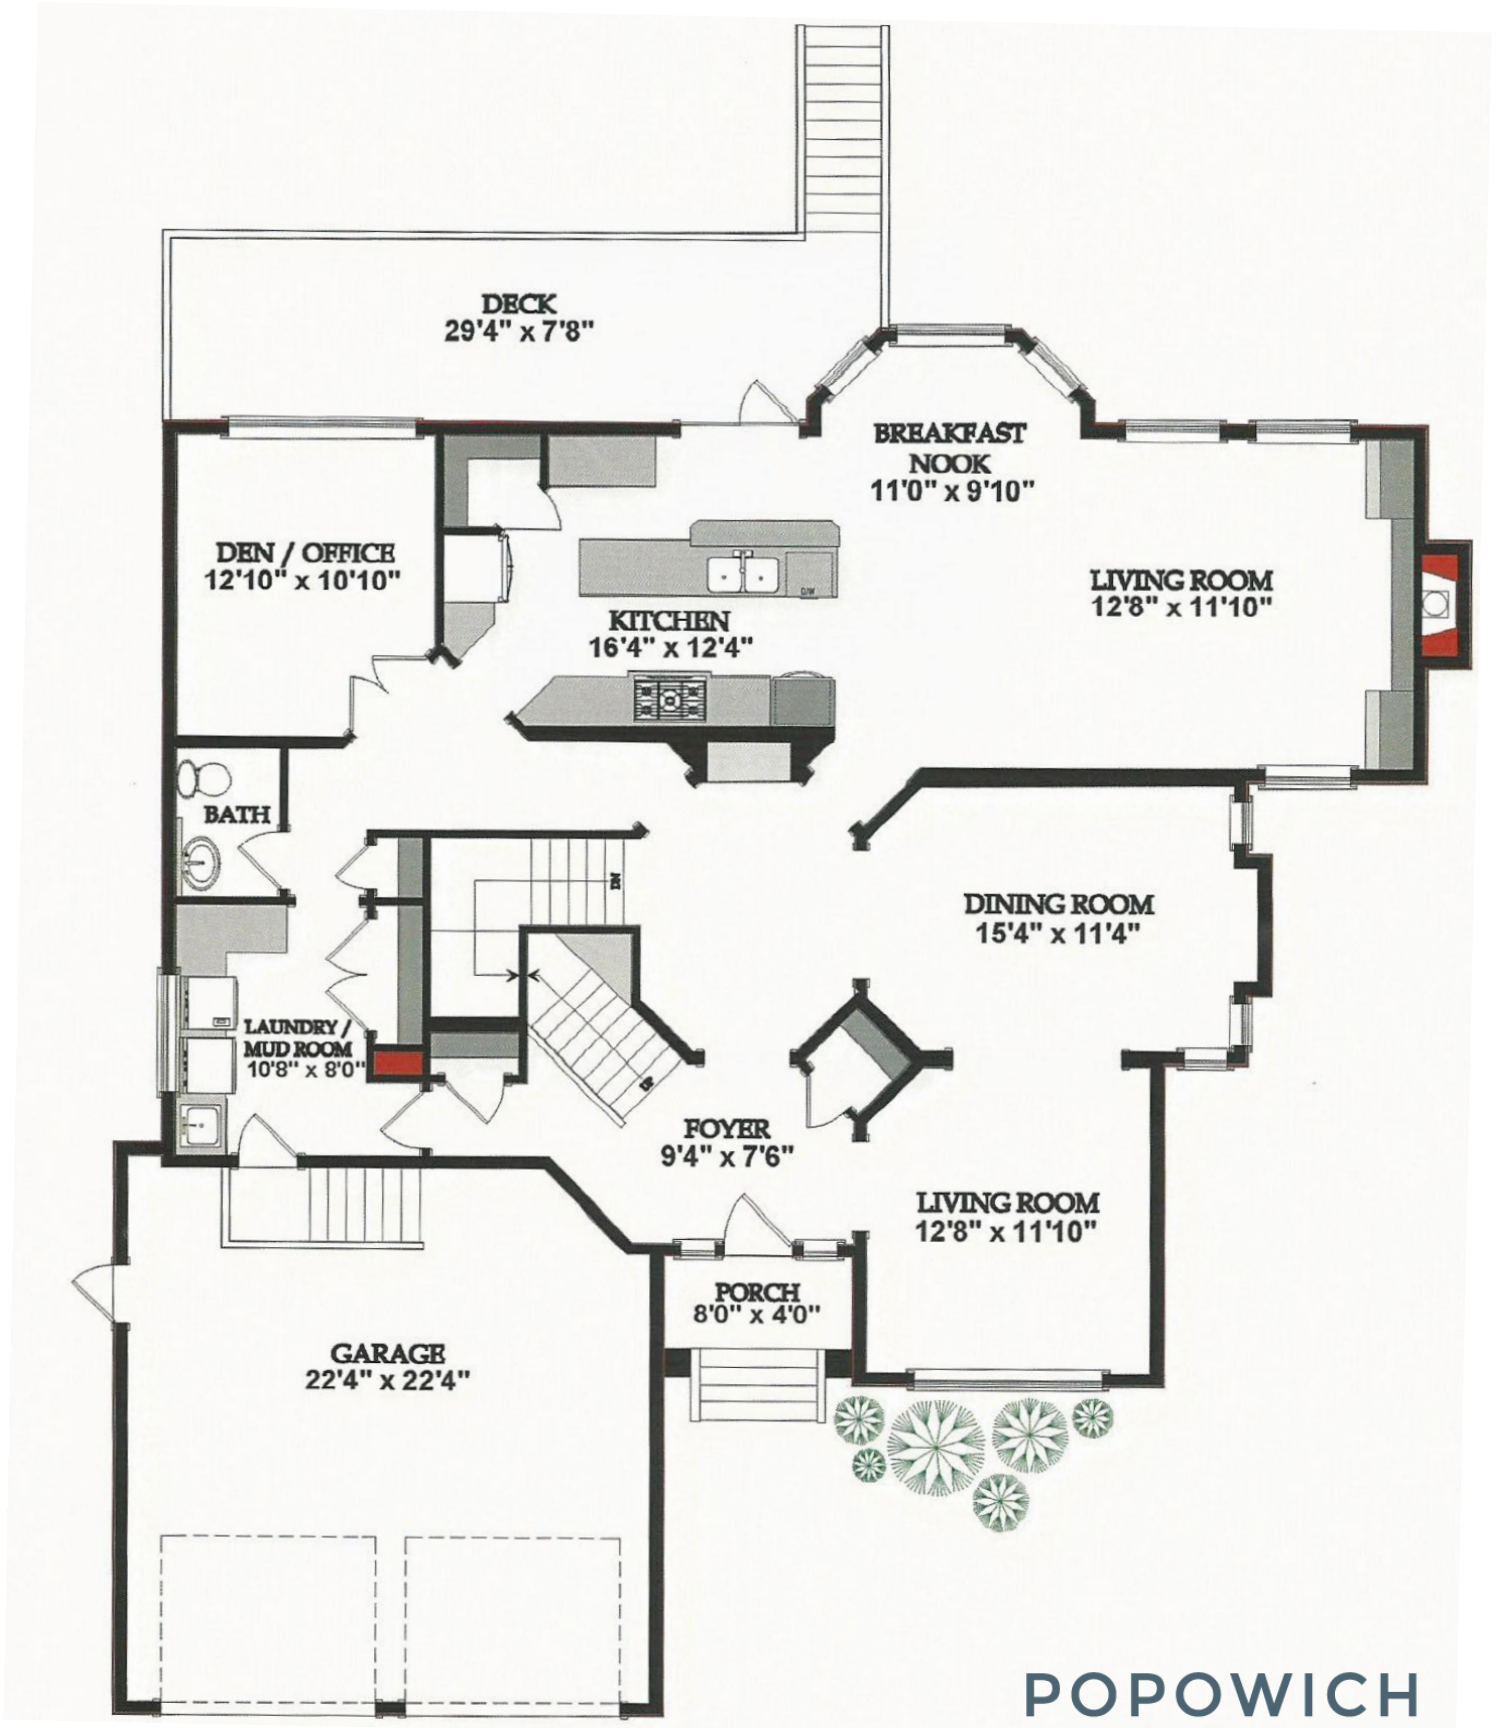 DECK
29'4" x 7'8"
BREAKFAST
NOOK
11'0" x 9'10"
DEN / OFFICE
12'10" x 10'10"
LIVING ROOM
12'8" x 11'10"
D/W
KITCHEN
16'4" x 12'4"
BATH
DN
DINING ROOM
15'4" x 11'4"
LAUNDRY /
MUD ROOM
10'8" x 8'0"
UP
FOYER
9'4" x 7'6"
LIVING ROOM
12'8" x 11'10"
PORCH
8'0" x 4'0"
GARAGE
22'4" x 22'4"
POPOWICH